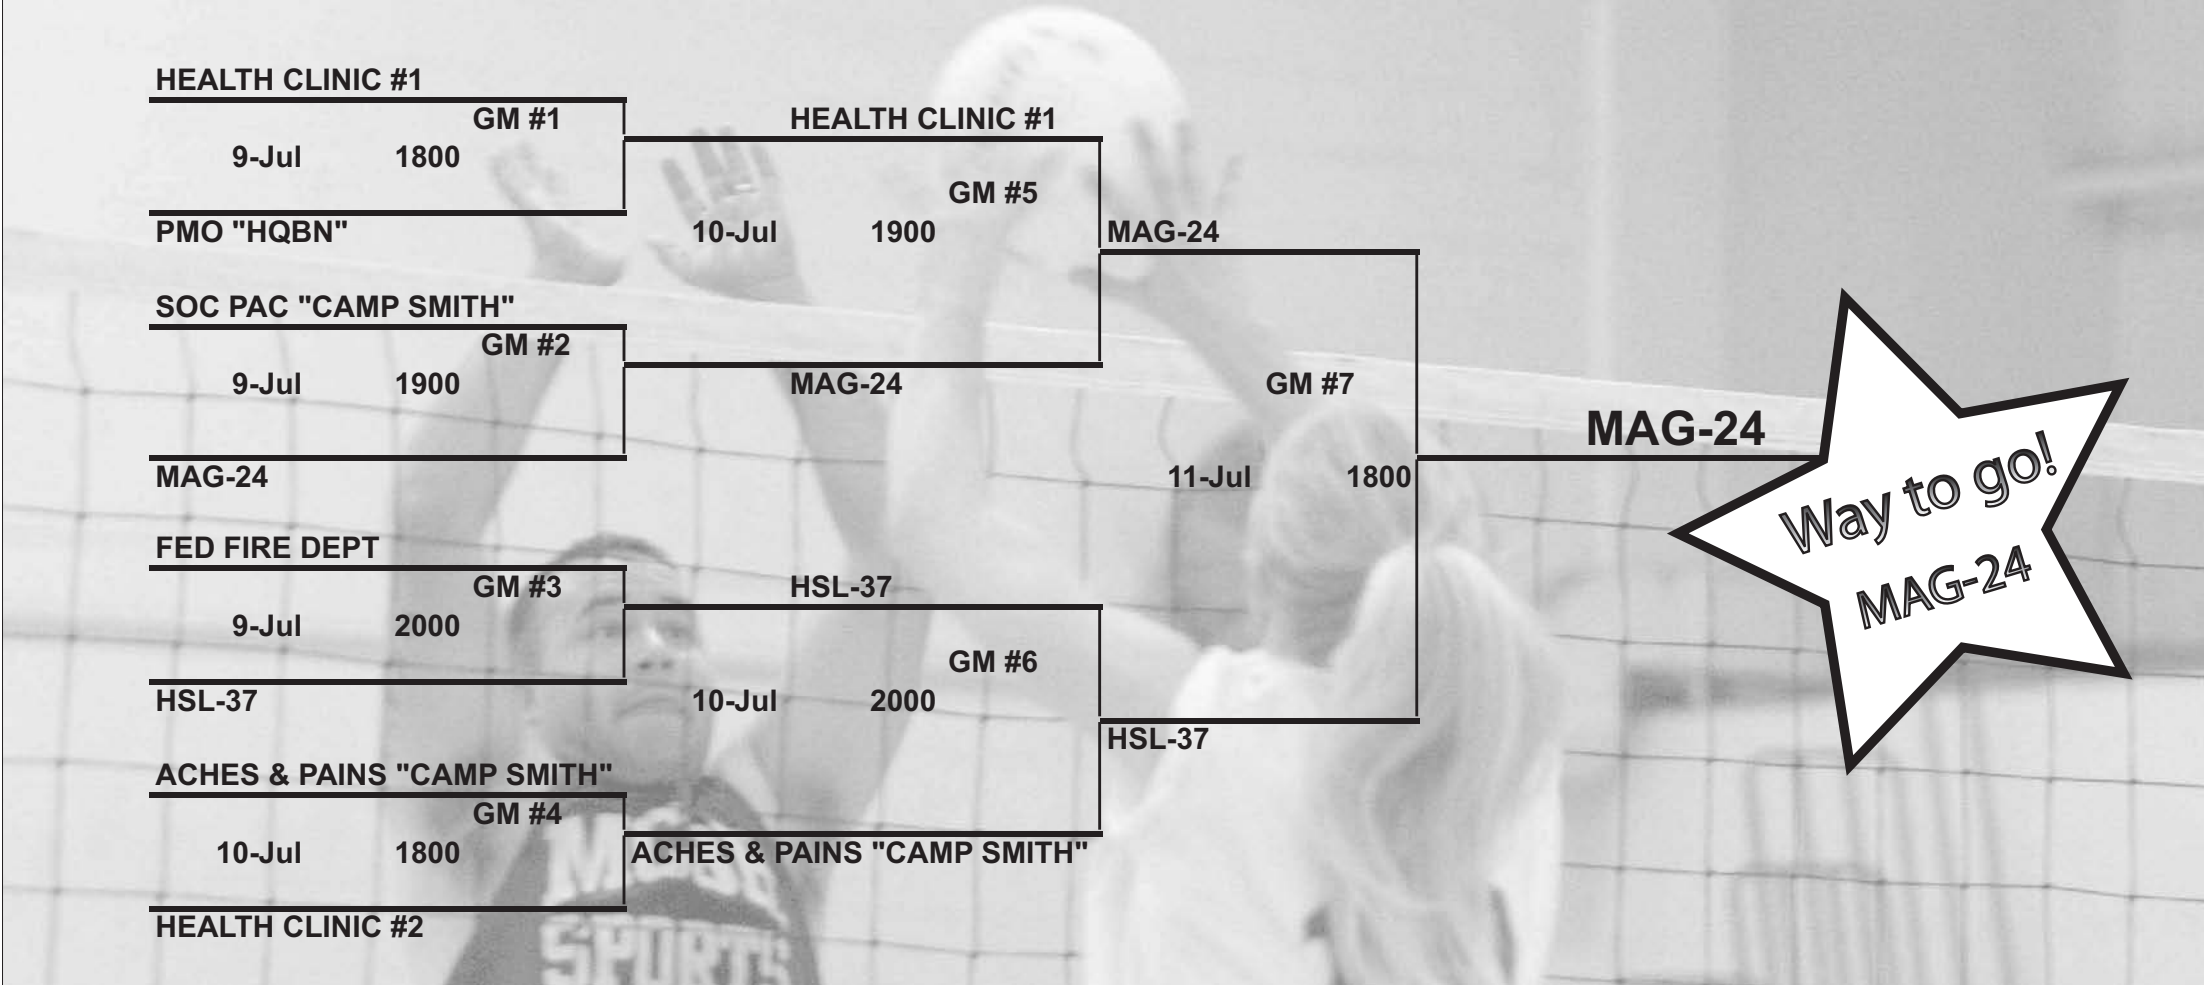 HEALTH CLINIC #1
GM #1
9-Jul 1800
PMO "HQBN"
SOC PAC "CAMP SMITH"
GM #2
9-Jul 1900
MAG-24
FED FIRE DEPT
GM #3
9-Jul 2000
HSL-37
ACHES & PAINS "CAMP SMITH"
GM #4
10-Jul 1800
HEALTH CLINIC #2
HEALTH CLINIC #1
GM #5
10-Jul 1900
MAG-24
HSL-37
GM #6
10-Jul 2000
ACHES & PAINS "CAMP SMITH"
MAG-24
GM #7
11-Jul 1800
HSL-37
MAG-24
Way to go!
MAG-24
SPORTS